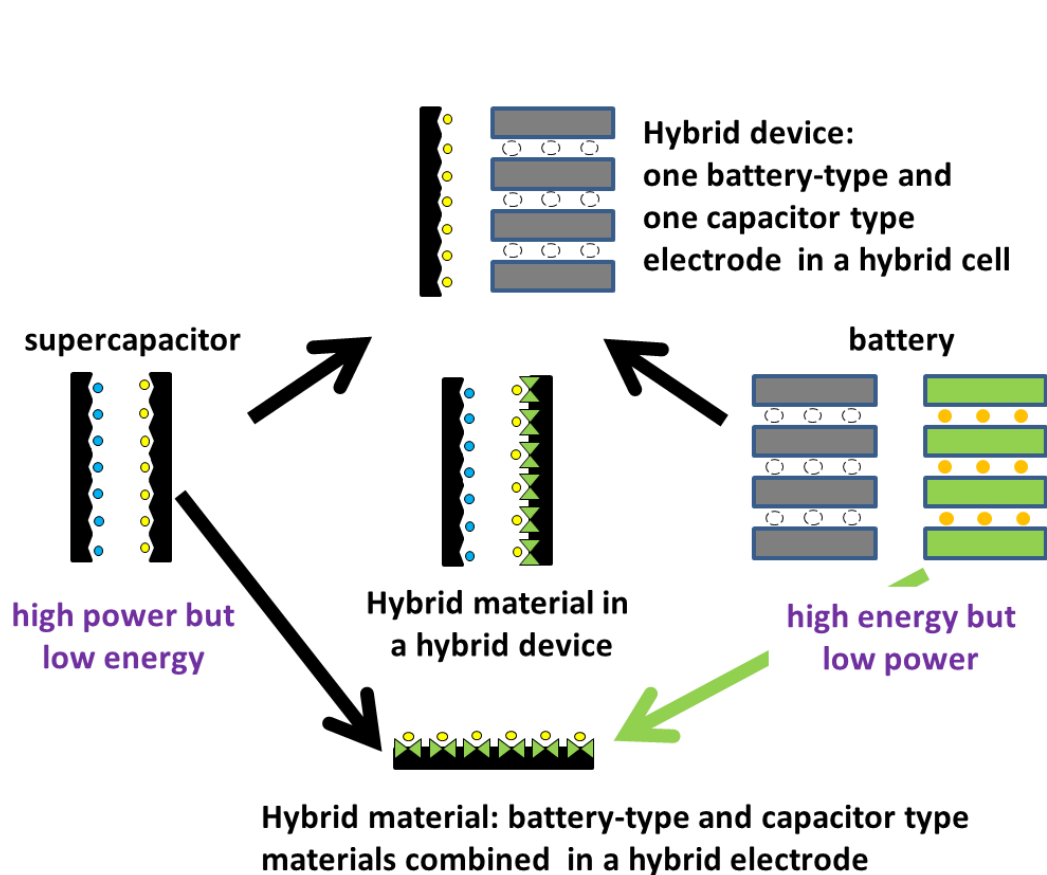 Hybrid device:
one battery-type and
one capacitor type
electrode in a hybrid cell
supercapacitor
battery
high power but
low energy
Hybrid material in
a hybrid device
high energy but
low power
Hybrid material: battery-type and capacitor type
materials combined in a hybrid electrode